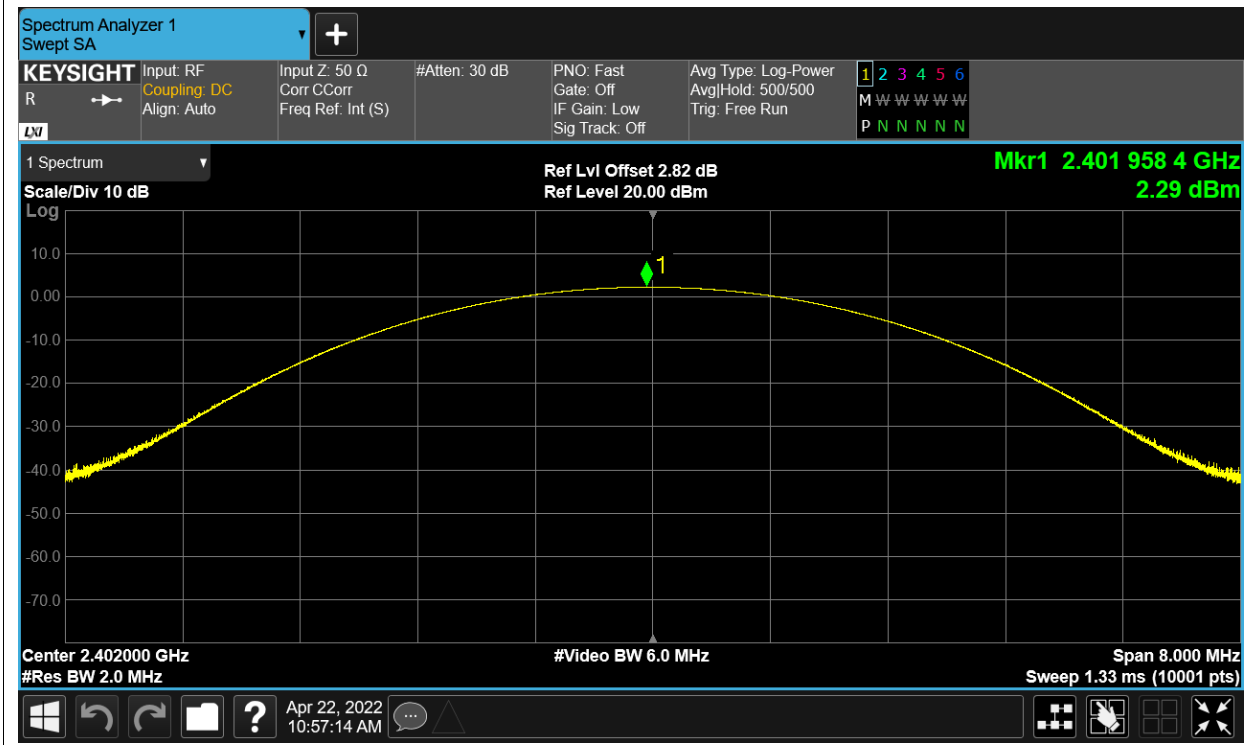 Spectrum Analyzer 1
Swept SA
KEYSIGHT
R
LXI
Input: RF
Coupling: DC
Align: Auto
Input Z: 50 Ω
Corr CCorr
Freq Ref: Int (S)
#Atten: 30 dB
PNO: Fast
Gate: Off
IF Gain: Low
Sig Track: Off
Avg Type: Log-Power
Avg|Hold: 500/500
Trig: Free Run
1 2 3 4 5 6
M W W W W W
P N N N N N
1 Spectrum
Scale/Div 10 dB
Log
Ref Lvl Offset 2.82 dB
Ref Level 20.00 dBm
Mkr1 2.401 958 4 GHz
2.29 dBm
1
10.0
0.00
-10.0
-20.0
-30.0
-40.0
-50.0
-60.0
-70.0
Center 2.402000 GHz
#Res BW 2.0 MHz
#Video BW 6.0 MHz
Span 8.000 MHz
Sweep 1.33 ms (10001 pts)
?
Apr 22, 2022
10:57:14 AM